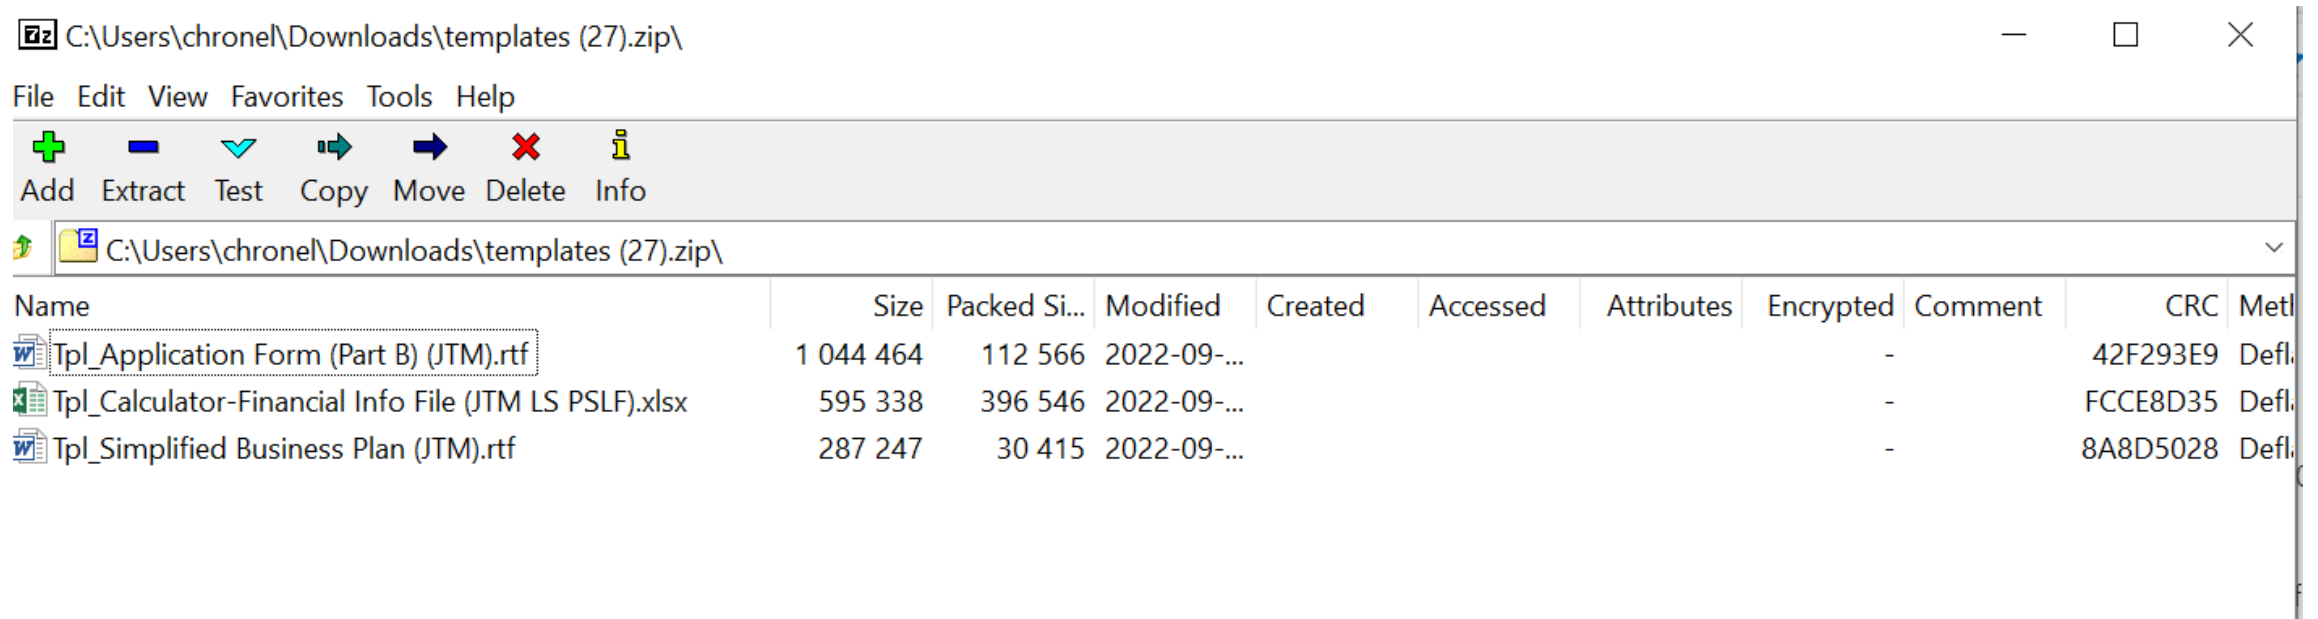 7z C:\Users\chronel\Downloads\templates (27).zip\
File Edit View Favorites Tools Help
Add Extract Test Copy Move Delete Info
C:\Users\chronel\Downloads\templates (27).zip\
Name Size Packed Si... Modified Created Accessed Attributes Encrypted Comment CRC Metl
Tpl_Application Form (Part B) (JTM).rtf 1 044 464 112 566 2022-09-... - 42F293E9 Defl
Tpl_Calculator-Financial Info File (JTM LS PSLF).xlsx 595 338 396 546 2022-09-... - FCCE8D35 Defl
Tpl_Simplified Business Plan (JTM).rtf 287 247 30 415 2022-09-... - 8A8D5028 Defl